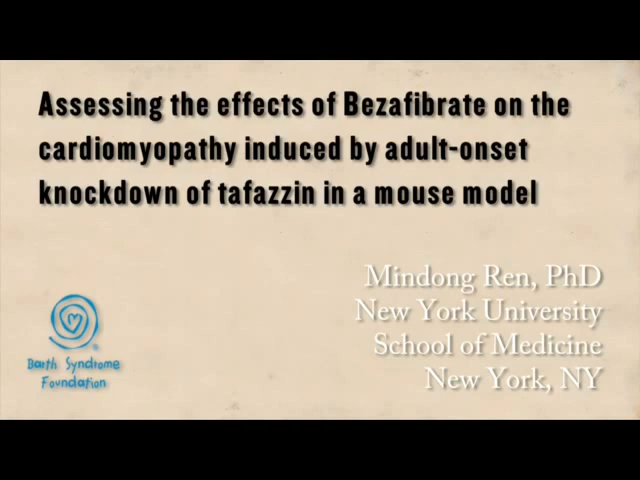 Assessing the effects of Bezafibrate on the
cardiomyopathy induced by adult-onset
knockdown of tafazzin in a mouse model
Mindong Ren, PhD
New York University
School of Medicine
New York, NY
Barth Syndrome
Foundation